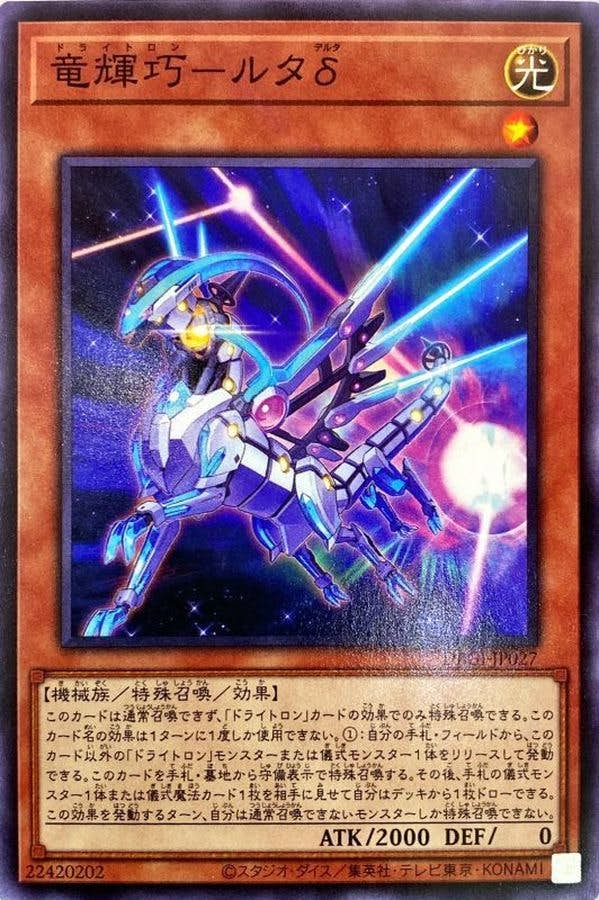 竜輝巧－ルタδ
ドライトロン デルタ
光
ひかり
JP027
【機械族／特殊召喚／効果】
このカードは通常召喚できず、「ドライトロン」カードの効果でのみ特殊召喚できる。この
カード名の効果は1ターンに1度しか使用できない。①：自分の手札・フィールドから、この
カード以外の「ドライトロン」モンスターまたは儀式モンスター1体をリリースして発動
できる。このカードを手札・墓地から守備表示で特殊召喚する。その後、手札の儀式モン
スター1体または儀式魔法カード1枚を相手に見せて自分はデッキから1枚ドローできる。
この効果を発動するターン、自分は通常召喚できないモンスターしか特殊召喚できない。
ATK/2000 DEF/ 0
22420202 ©スタジオ・ダイス／集英社・テレビ東京・KONAMI